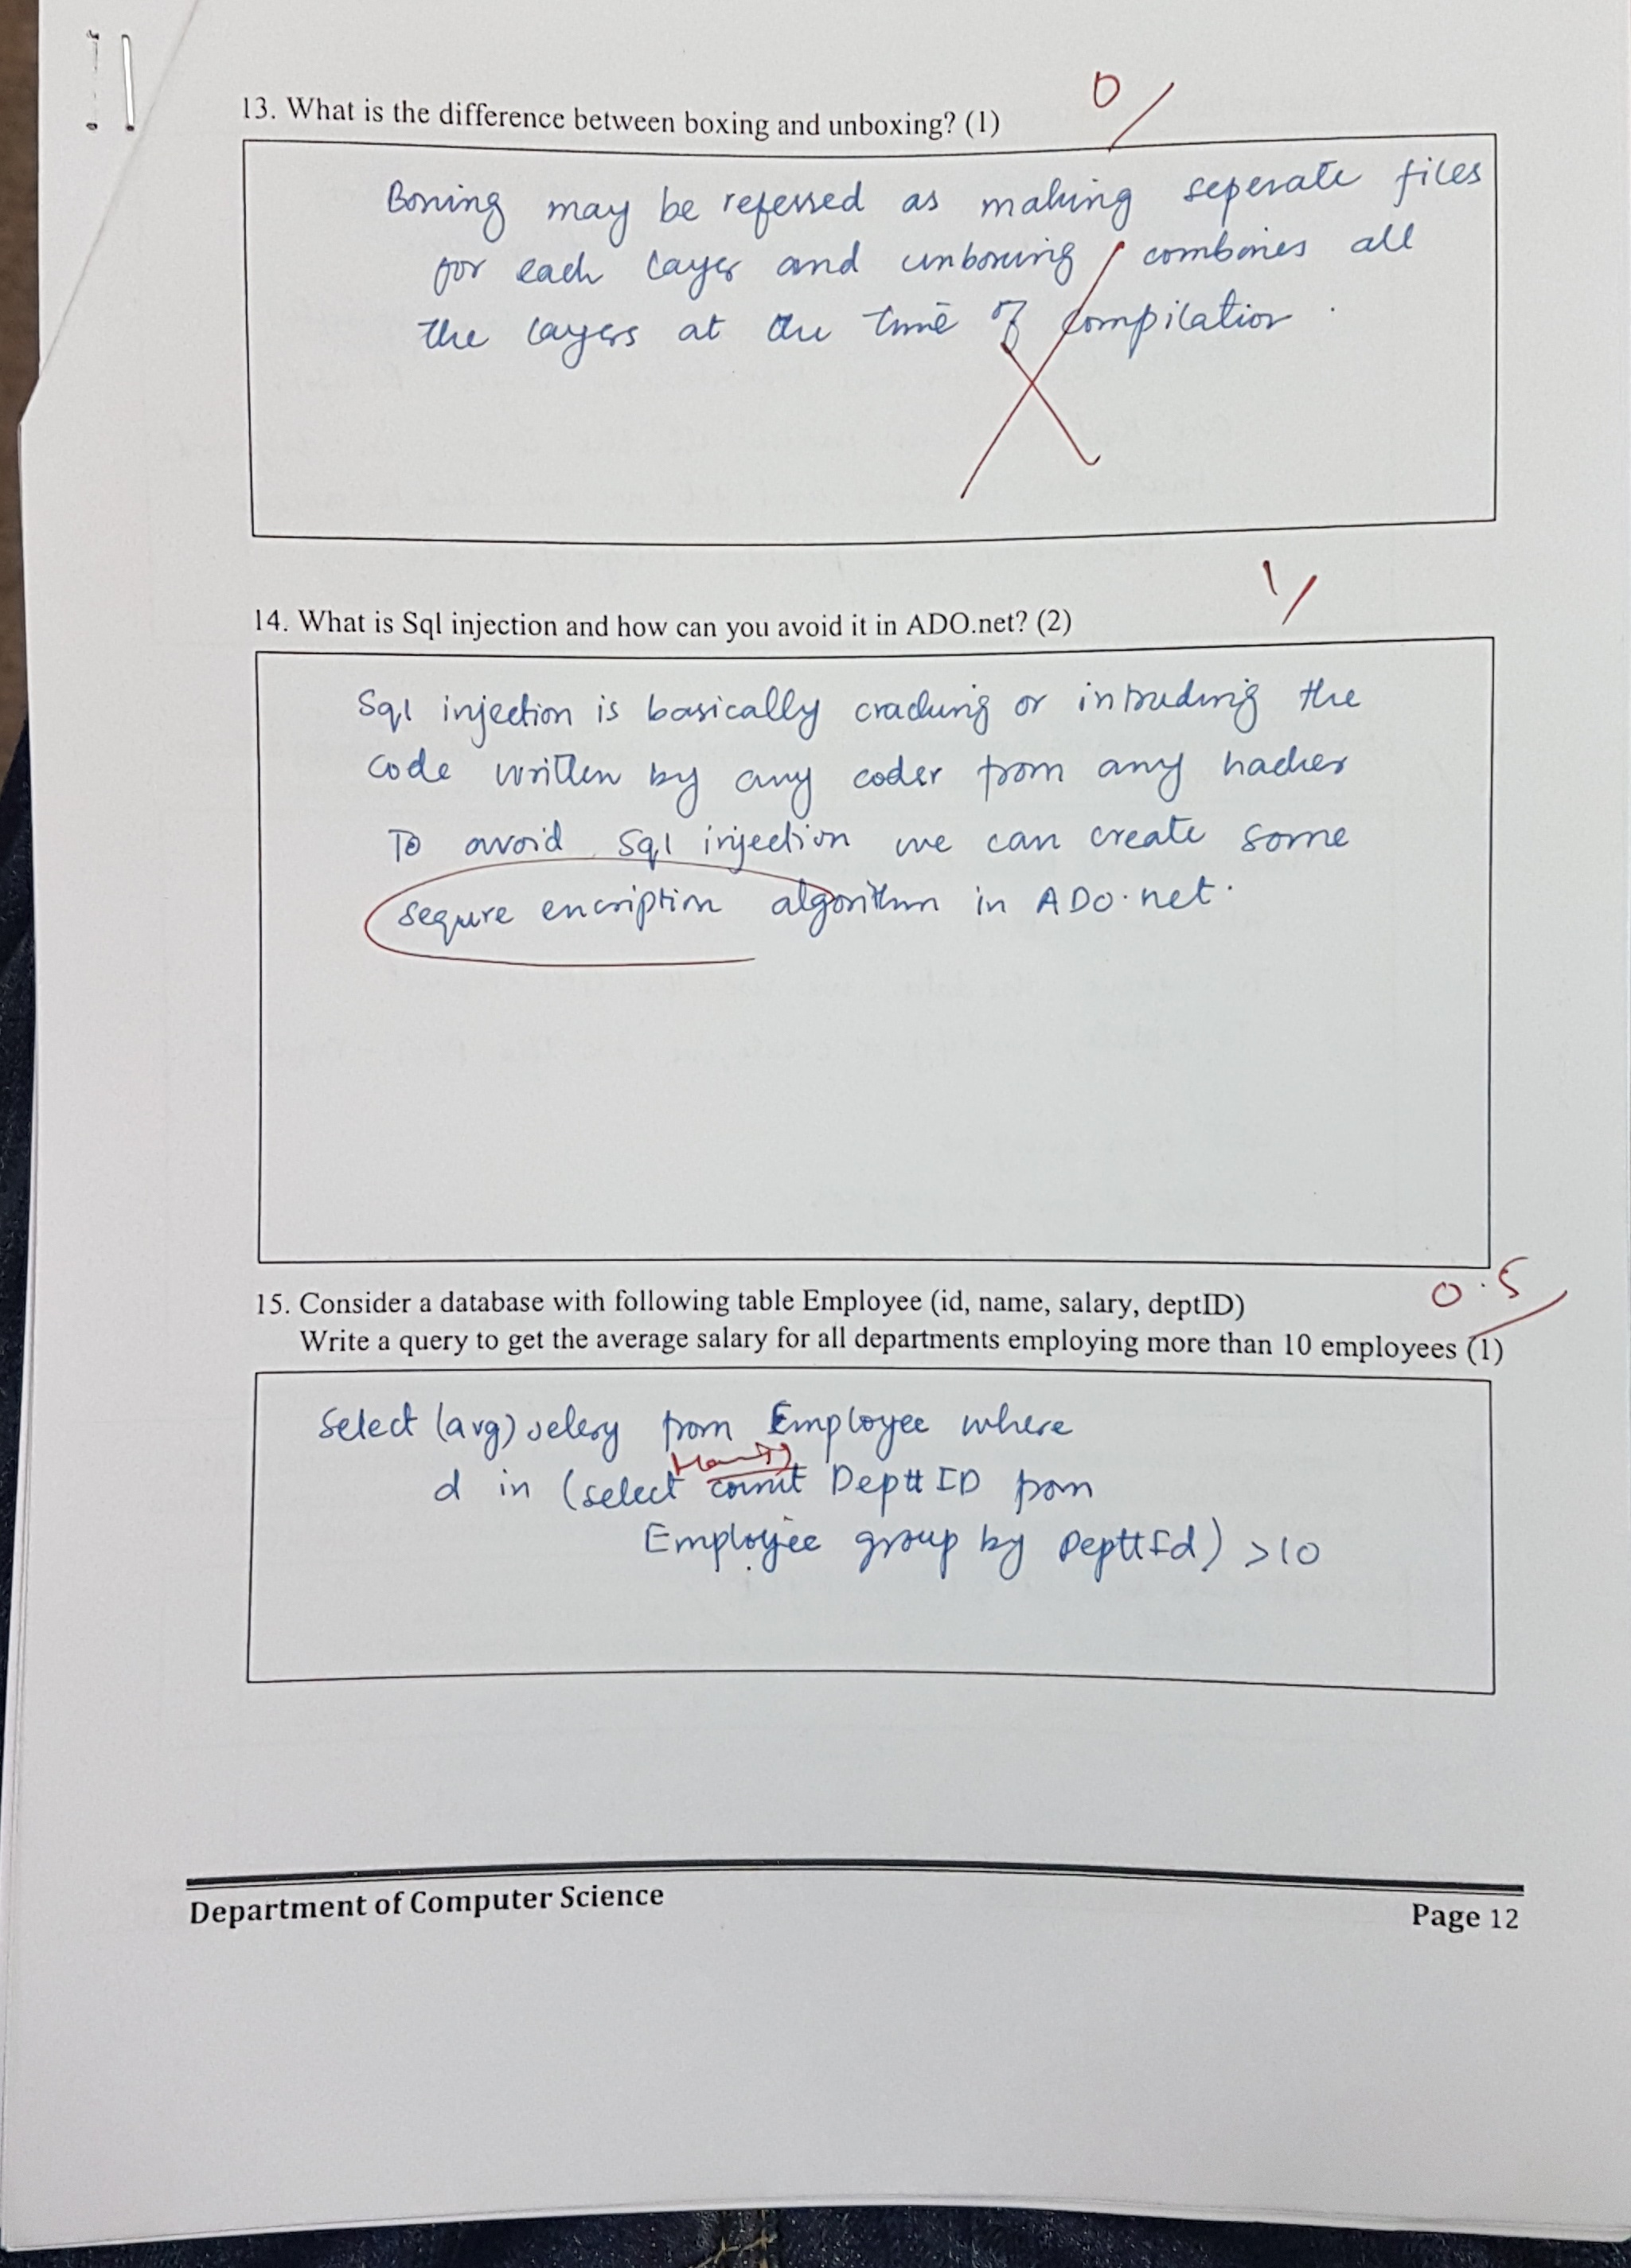 0
13. What is the difference between boxing and unboxing? (1)
Boxing may be referred as making seperate files
for each layer and unboxing combines all
the layers at the time of compilation.
1
14. What is Sql injection and how can you avoid it in ADO.net? (2)
Sql injection is basically cracking or intruding the
code written by any coder from any hacker
To avoid Sql injection we can create some
sequre encription algorithm in ADO.net.
0.5
15. Consider a database with following table Employee (id, name, salary, deptID)
Write a query to get the average salary for all departments employing more than 10 employees (1)
Select (avg) selery from Employee where
d in (select count Deptt ID from
Employee group by DepttId) >10
Department of Computer Science
Page 12